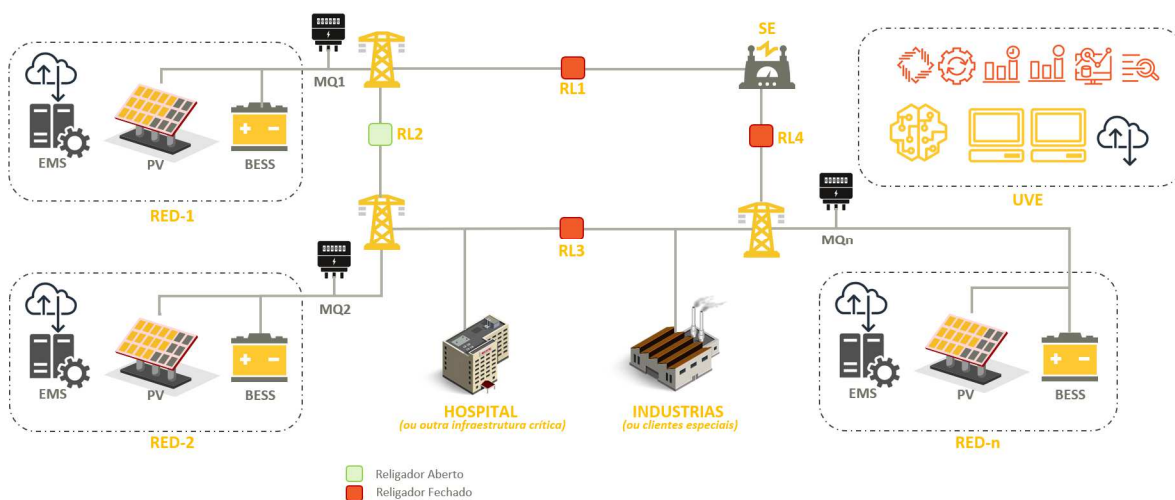 SE
MQ1
RL1
RL2
RL4
EMS
PV
BESS
RED-1
UVE
MQn
RL3
MQ2
EMS
PV
BESS
RED-2
HOSPITAL
(ou outra infraestrutura crítica)
INDUSTRIAS
(ou clientes especiais)
EMS
PV
BESS
RED-n
Religador Aberto
Religador Fechado